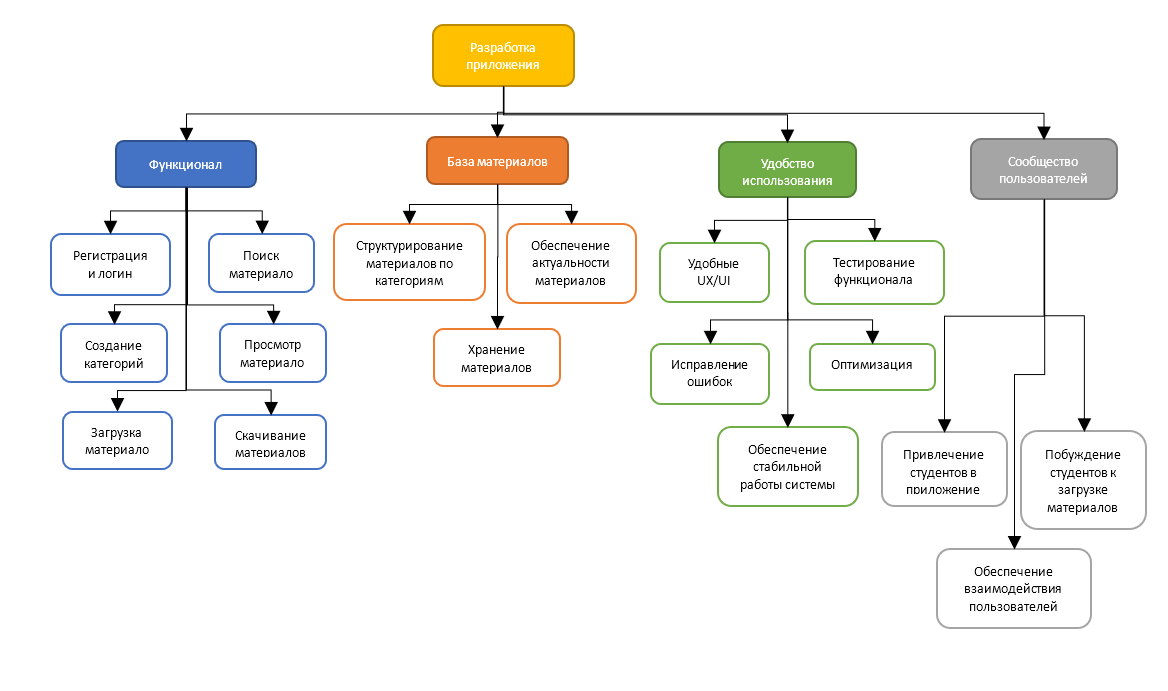 Разработка
приложения
Функционал
База материалов
Удобство
использования
Сообщество
пользователей
Регистрация
и логин
Поиск
материало
Создание
категорий
Просмотр
материало
Загрузка
материало
Скачивание
материалов
Структурирование
материалов по
категориям
Обеспечение
актуальности
материалов
Хранение
материалов
Удобные
UX/UI
Тестирование
функционала
Исправление
ошибок
Оптимизация
Обеспечение
стабильной
работы системы
Привлечение
студентов в
приложение
Побуждение
студентов к
загрузке
материалов
Обеспечение
взаимодействия
пользователей